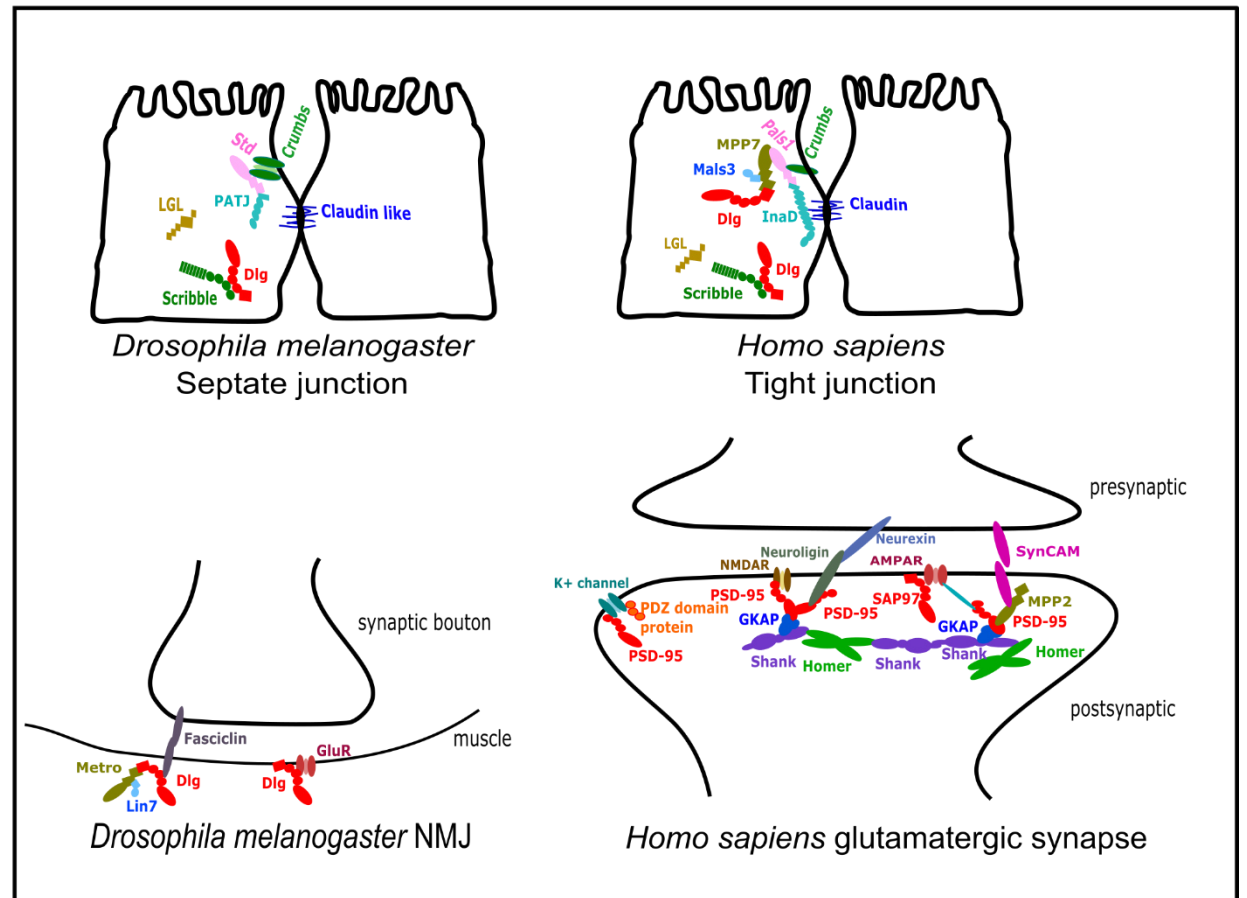 Crumbs
Std
PATJ
LGL
Claudin like
Dlg
Scribble
Drosophila melanogaster
Septate junction
Crumbs
Pals1
MPP7
Mals3
Dlg
InaD
Claudin
LGL
Dlg
Scribble
Homo sapiens
Tight junction
synaptic bouton
Fasciclin
muscle
GluR
Metro
Dlg
Dlg
Lin7
Drosophila melanogaster NMJ
presynaptic
Neurexin
Neuroligin
SynCAM
NMDAR
AMPAR
K+ channel
PSD-95
PDZ domain
protein
PSD-95
SAP97
MPP2
PSD-95
GKAP
GKAP
PSD-95
Shank
Homer
Shank
Shank
Homer
postsynaptic
Homo sapiens glutamatergic synapse